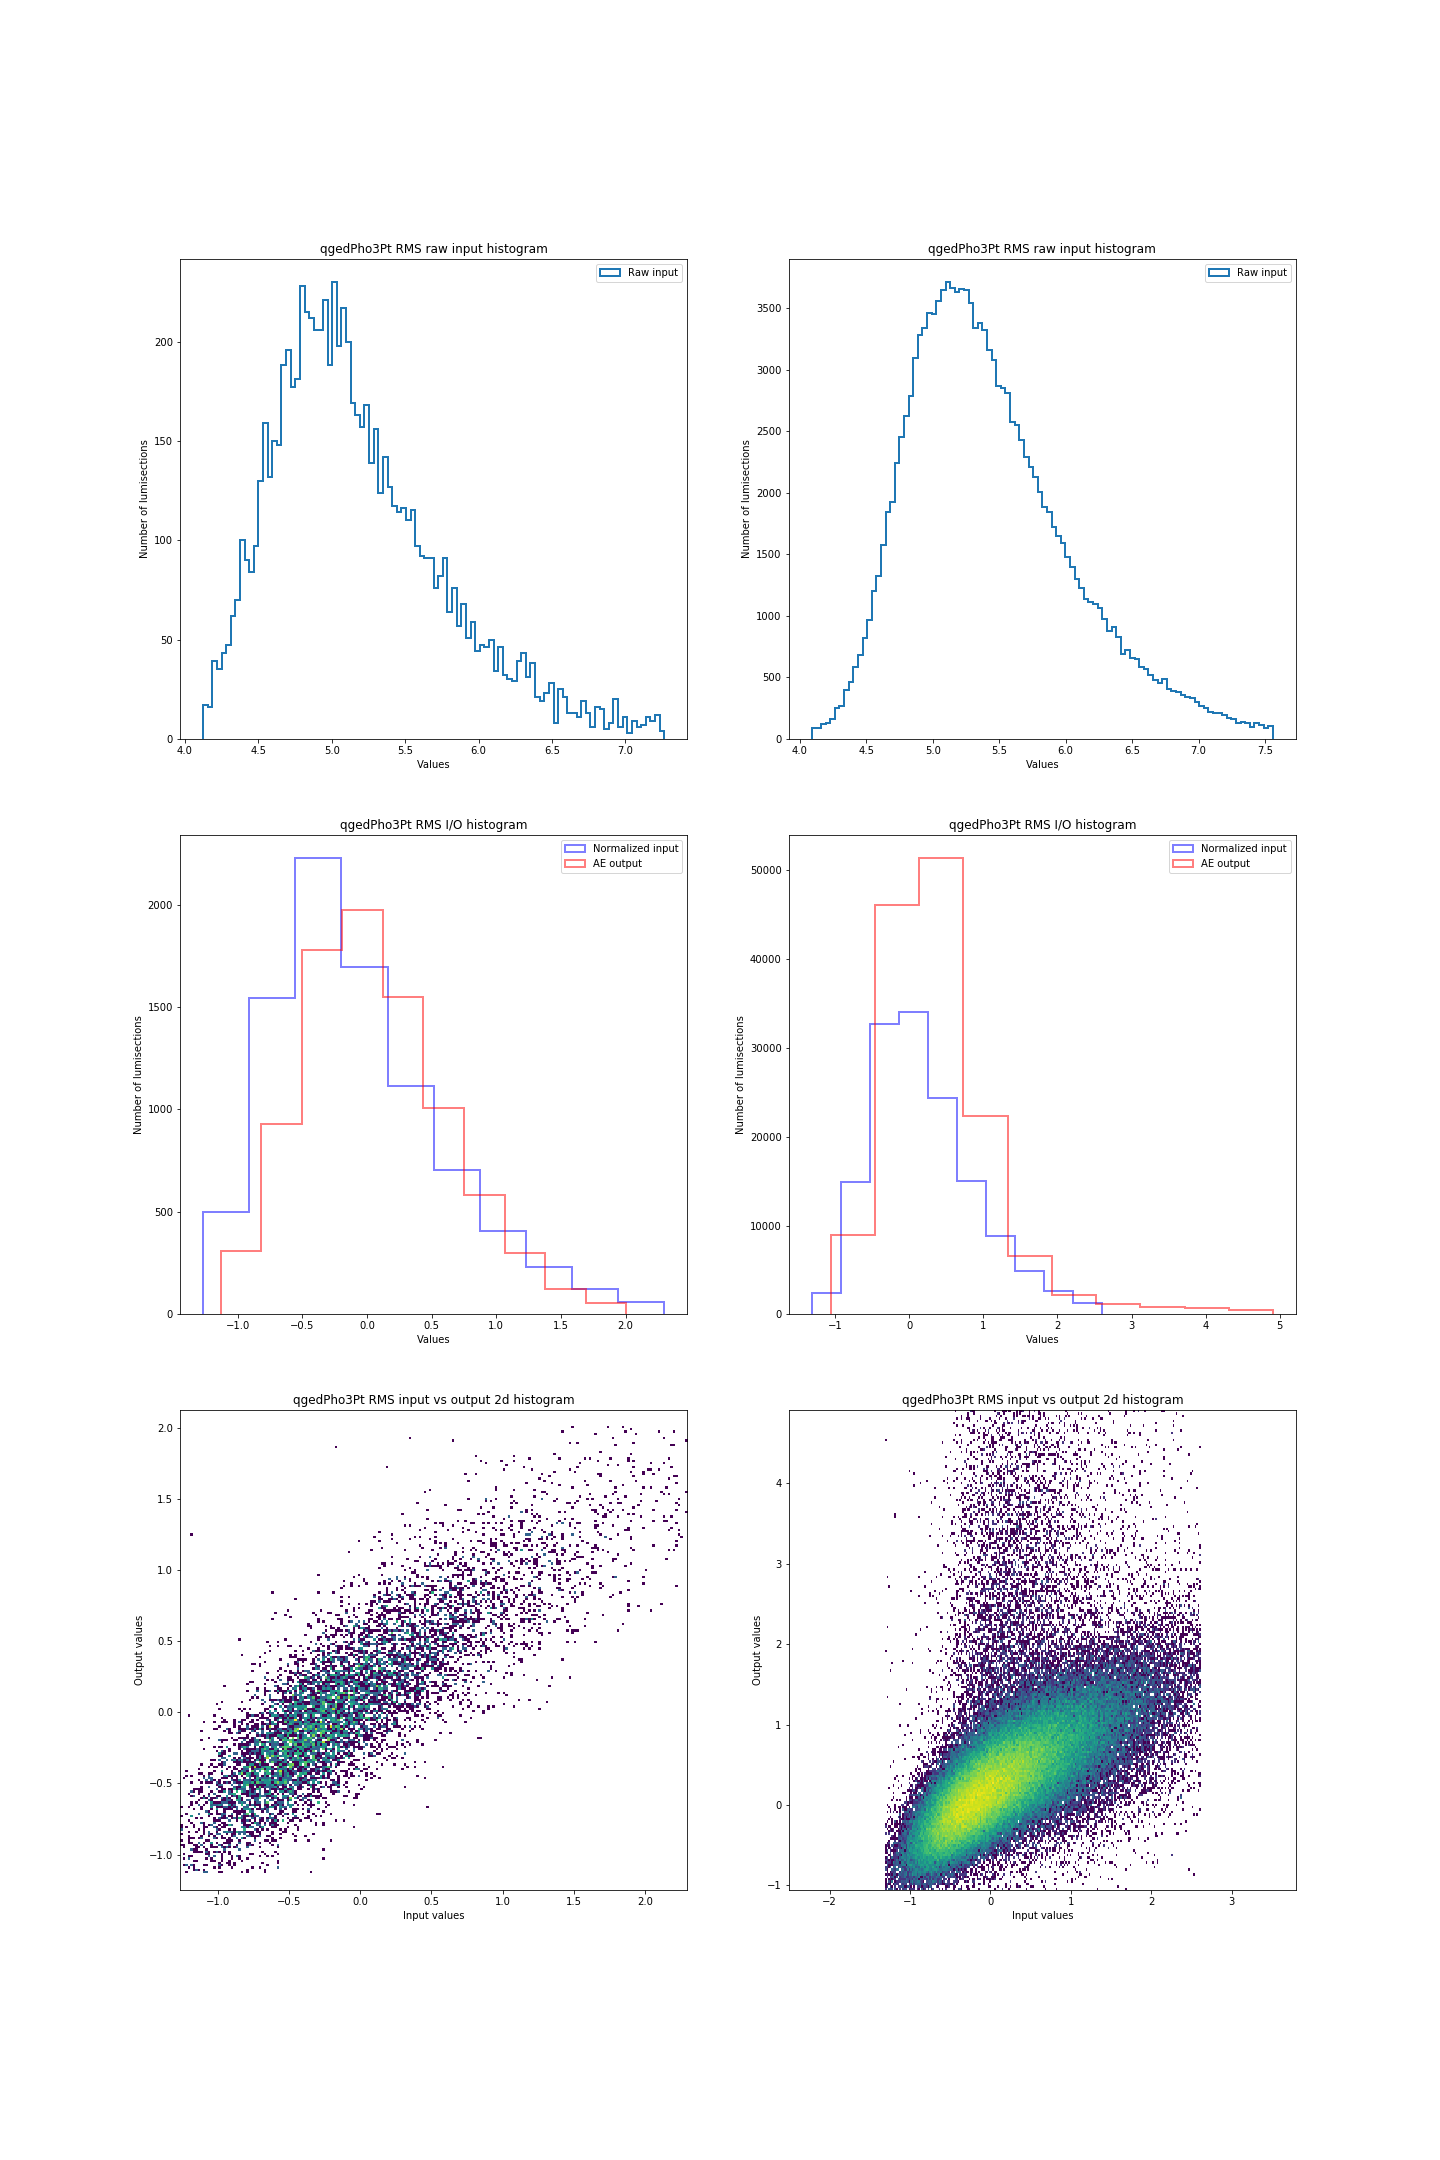 qgedPho3Pt RMS raw input histogram
Raw input
Number of lumisections
200
150
100
50
0
4.0 4.5 5.0 5.5 6.0 6.5 7.0
Values
qgedPho3Pt RMS raw input histogram
Raw input
Number of lumisections
3500
3000
2500
2000
1500
1000
500
0
4.0 4.5 5.0 5.5 6.0 6.5 7.0 7.5
Values
qgedPho3Pt RMS I/O histogram
Normalized input
AE output
Number of lumisections
2000
1500
1000
500
0
−1.0 −0.5 0.0 0.5 1.0 1.5 2.0
Values
qgedPho3Pt RMS I/O histogram
Normalized input
AE output
Number of lumisections
50000
40000
30000
20000
10000
0
−1 0 1 2 3 4 5
Values
qgedPho3Pt RMS input vs output 2d histogram
Output values
2.0
1.5
1.0
0.5
0.0
−0.5
−1.0
−1.0 −0.5 0.0 0.5 1.0 1.5 2.0
Input values
qgedPho3Pt RMS input vs output 2d histogram
Output values
4
3
2
1
0
−1
−2 −1 0 1 2 3
Input values